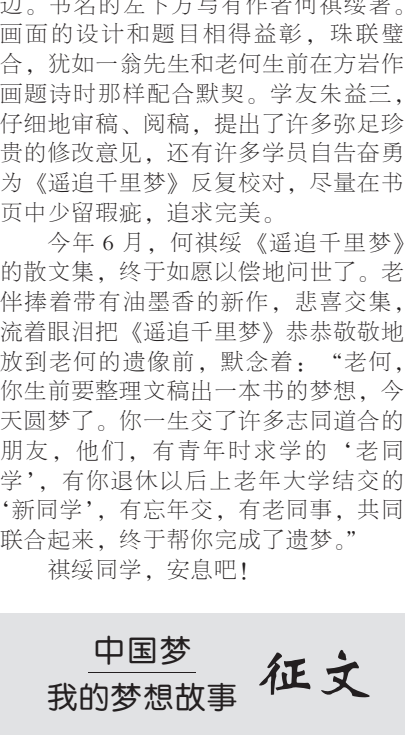 边。书名的左下方写有作者何祺绥著。
画面的设计和题目相得益彰，珠联璧
合，犹如一翁先生和老何生前在方岩作
画题诗时那样配合默契。学友朱益三，
仔细地审稿、阅稿，提出了许多弥足珍
贵的修改意见，还有许多学员自告奋勇
为《遥追千里梦》反复校对，尽量在书
页中少留瑕疵，追求完美。
今年 6 月，何祺绥《遥追千里梦》
的散文集，终于如愿以偿地问世了。老
伴捧着带有油墨香的新作，悲喜交集，
流着眼泪把《遥追千里梦》恭恭敬敬地
放到老何的遗像前，默念着：“老何，
你生前要整理文稿出一本书的梦想，今
天圆梦了。你一生交了许多志同道合的
朋友，他们，有青年时求学的‘老同
学’，有你退休以后上老年大学结交的
‘新同学’，有忘年交，有老同事，共同
联合起来，终于帮你完成了遗梦。”
祺绥同学，安息吧！
中国梦
我的梦想故事
征文